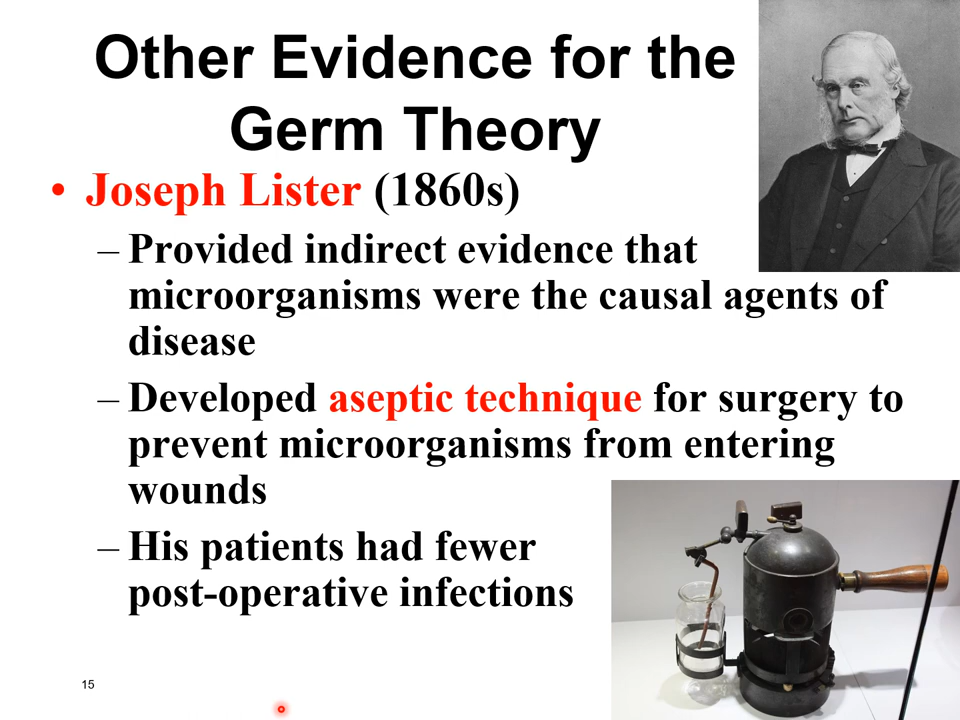 Other Evidence for the
Germ Theory
• Joseph Lister (1860s)
– Provided indirect evidence that
microorganisms were the causal agents of
disease
– Developed aseptic technique for surgery to
prevent microorganisms from entering
wounds
– His patients had fewer
post-operative infections
15